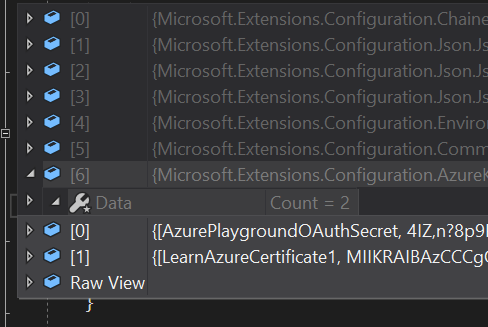 [0] {Microsoft.Extensions.Configuration.Chaine
[1] {Microsoft.Extensions.Configuration.Json.Js
[2] {Microsoft.Extensions.Configuration.Json.Js
[3] {Microsoft.Extensions.Configuration.Json.Js
[4] {Microsoft.Extensions.Configuration.Enviro
[5] {Microsoft.Extensions.Configuration.Comm
[6] {Microsoft.Extensions.Configuration.AzureK
Data Count = 2
[0] {[AzurePlaygroundOAuthSecret, 4IZ,n?8p9
[1] {[LearnAzureCertificate1, MIIKRAIBAzCCCg
Raw View
}